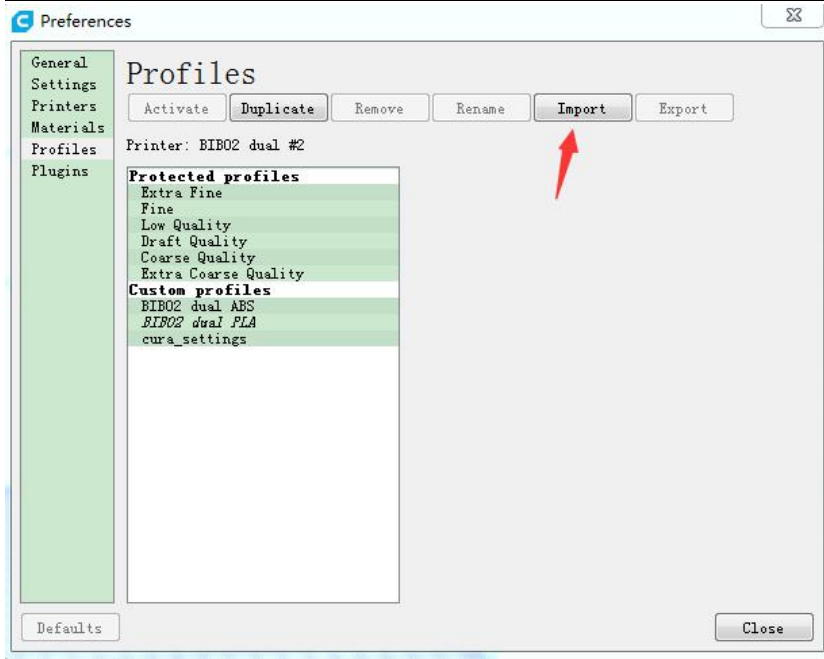 Preferences
General
Settings
Printers
Materials
Profiles
Plugins
Profiles
Activate Duplicate Remove Rename Import Export
Printer: BIBO2 dual #2
Protected profiles
Extra Fine
Fine
Low Quality
Draft Quality
Coarse Quality
Extra Coarse Quality
Custom profiles
BIBO2 dual ABS
BIBO2 dual PLA
cura_settings
Defaults
Close